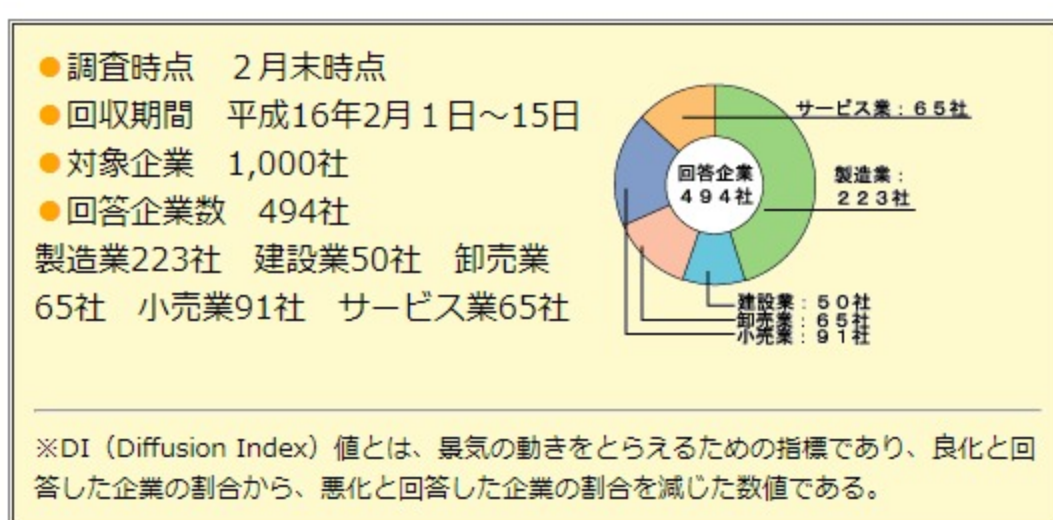 ●調査時点　２月末時点
●回収期間　平成16年2月１日～15日
●対象企業　1,000社
●回答企業数　494社
製造業223社　建設業50社　卸売業
65社　小売業91社　サービス業65社
サービス業：６５社
製造業：
２２３社
回答企業
４９４社
建設業：５０社
卸売業：６５社
小売業：９１社
※DI（Diffusion Index）値とは、景気の動きをとらえるための指標であり、良化と回
答した企業の割合から、悪化と回答した企業の割合を減じた数値である。